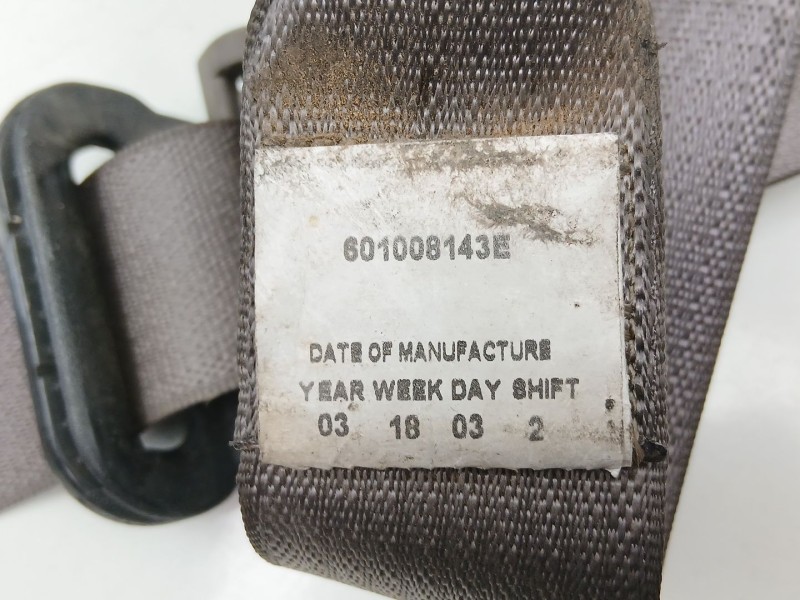 601008143E
DATE OF MANUFACTURE
YEAR WEEK DAY SHIFT
03 18 03 2